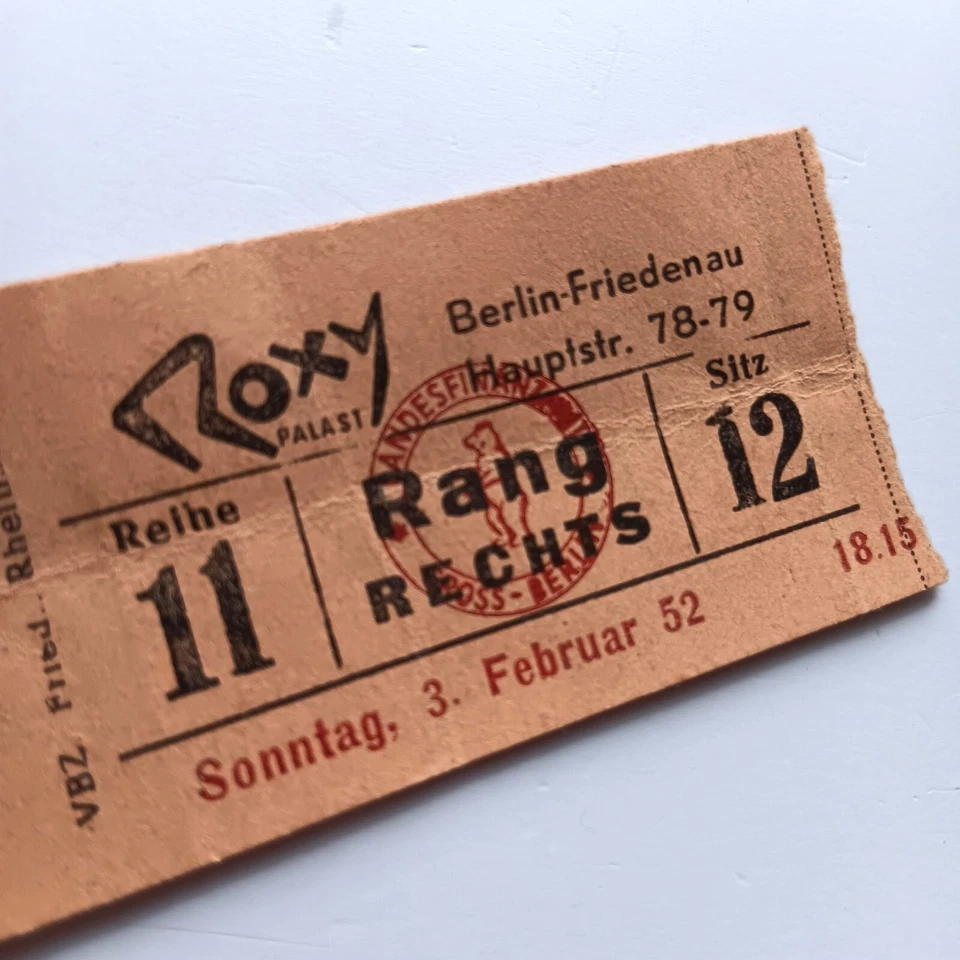 Roxy
PALAST
Berlin-Friedenau
Hauptstr. 78-79
Reihe
11
Rang
RECHTS
Sitz
12
Sonntag, 3. Februar 52
18.15
VBZ Fried..